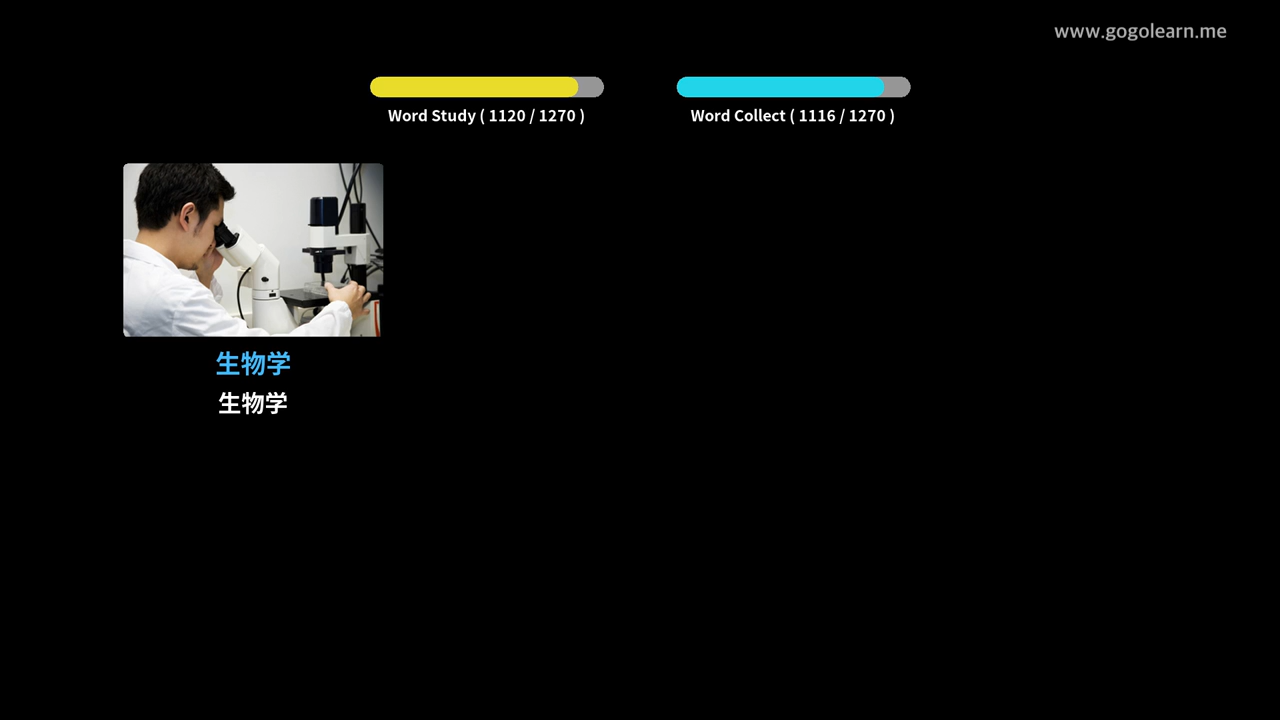 www.gogolearn.me
Word Study ( 1120 / 1270 )
Word Collect ( 1116 / 1270 )
生物学
生物学